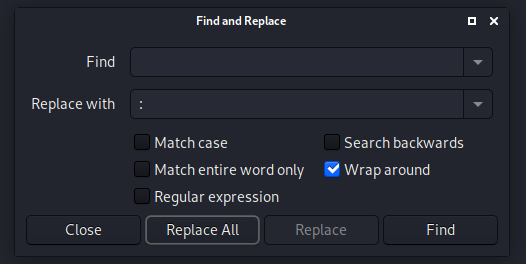 Find and Replace
Find
Replace with :
Match case Search backwards
Match entire word only Wrap around
Regular expression
Close Replace All Replace Find